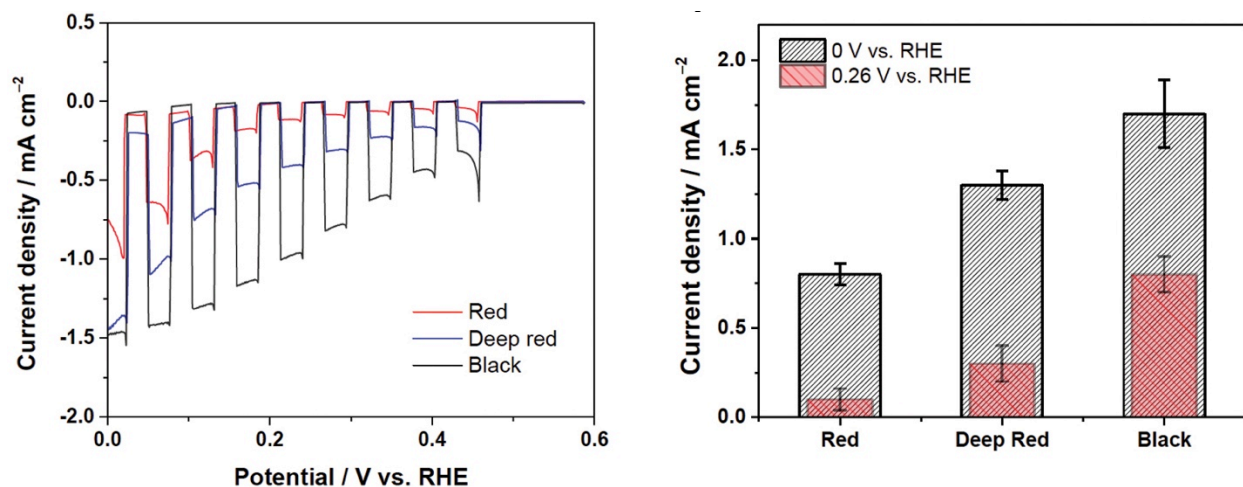 0.5
0.0
-0.5
-1.0
-1.5
-2.0
Current density / mA cm⁻²
Red
Deep red
Black
0.0
0.2
0.4
0.6
Potential / V vs. RHE
0 V vs. RHE
0.26 V vs. RHE
2.0
1.5
1.0
0.5
0.0
Current density / mA cm⁻²
Red
Deep Red
Black